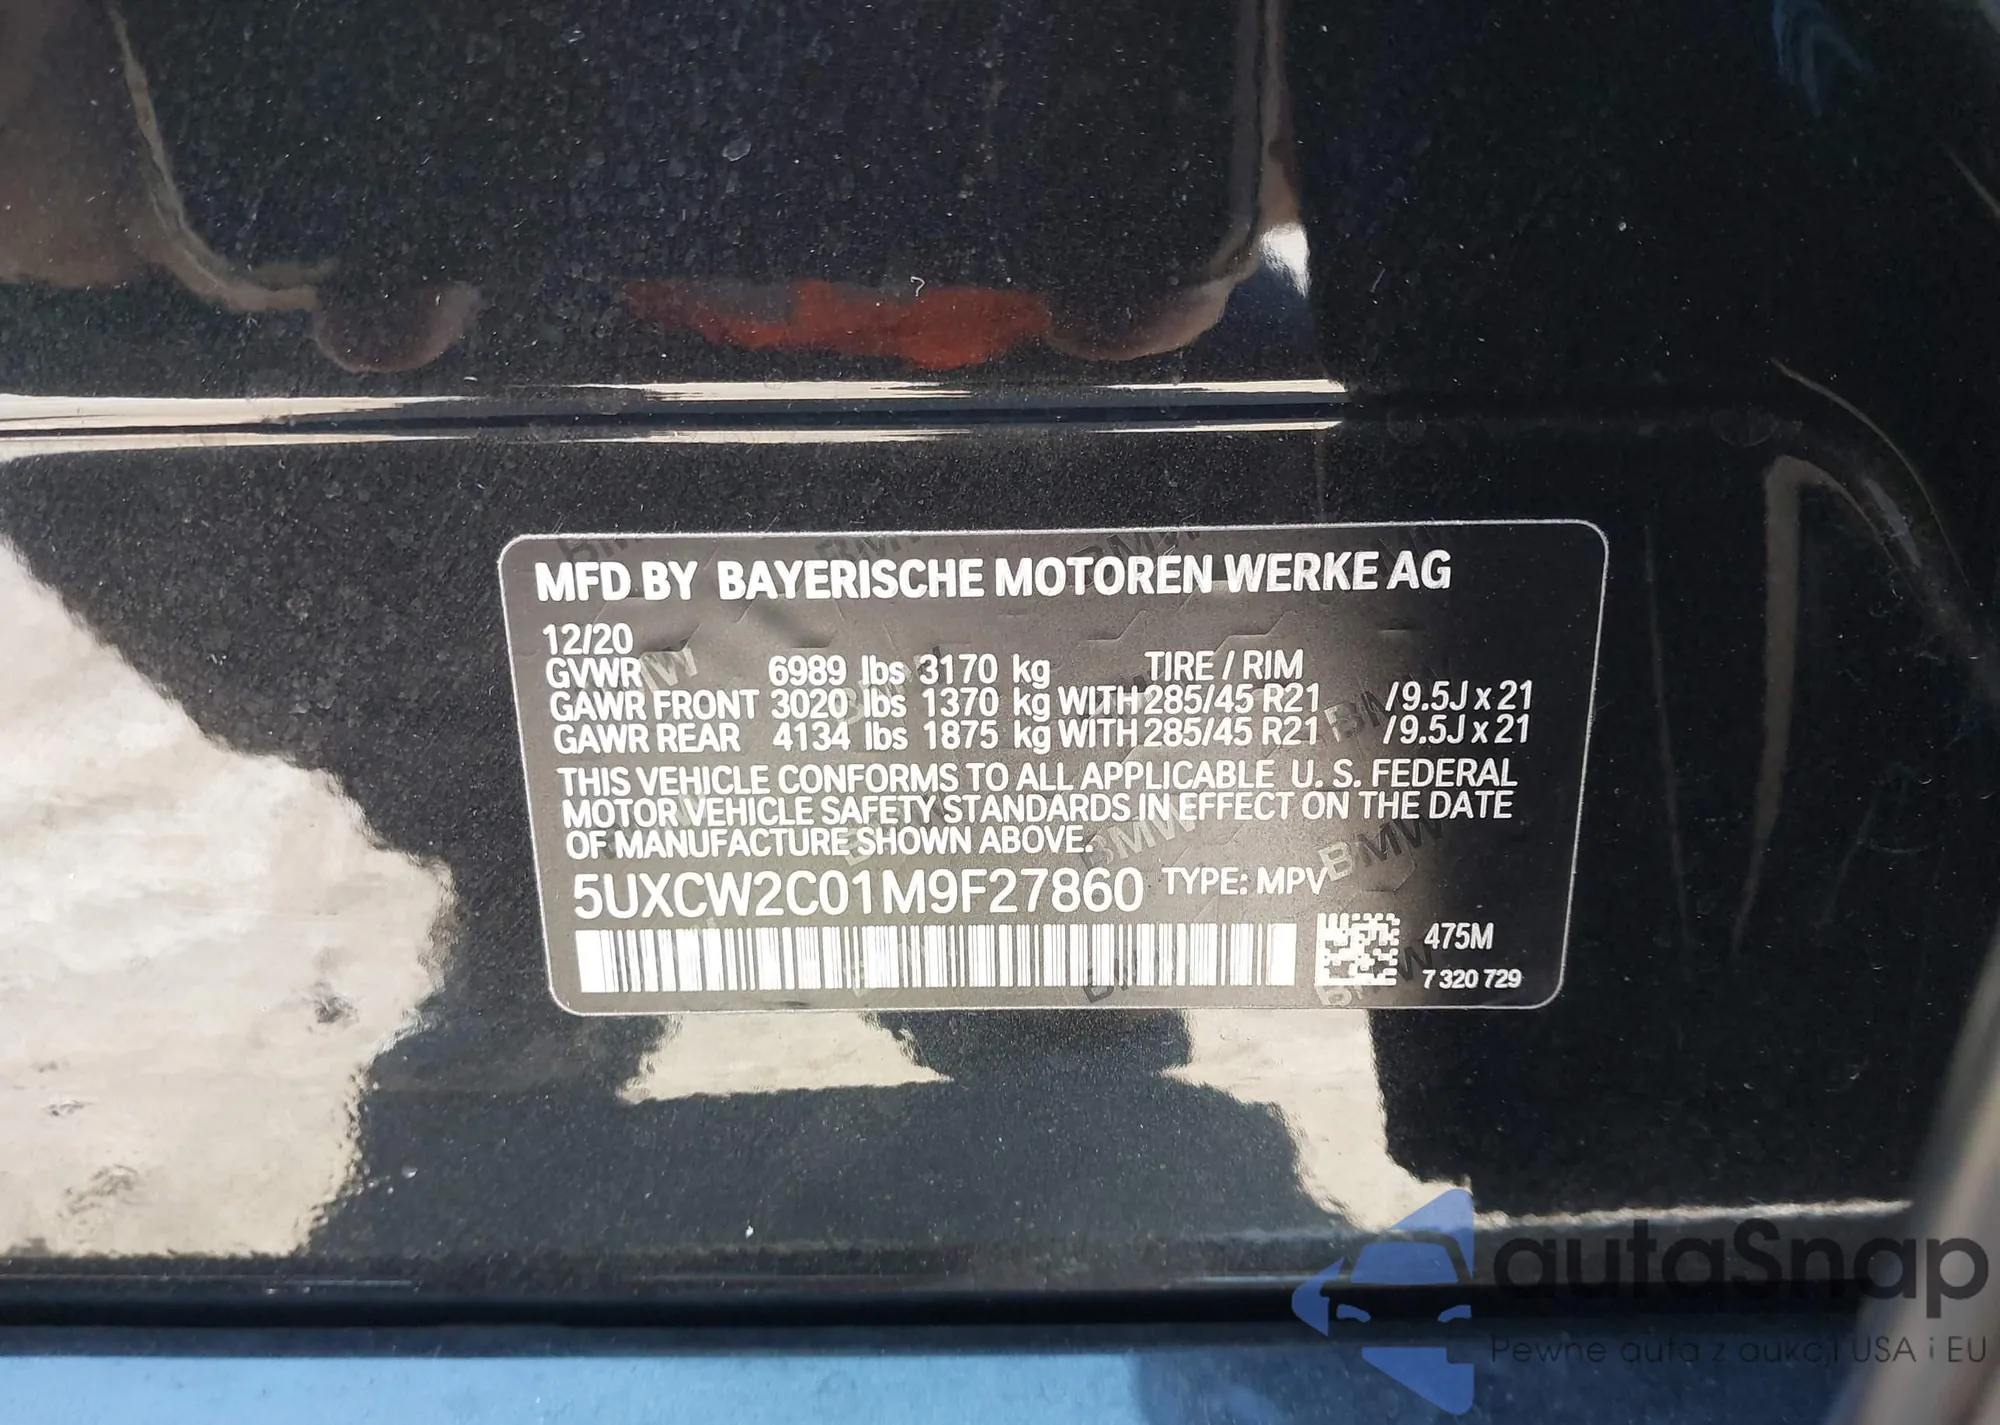 MFD BY BAYERISCHE MOTOREN WERKE AG
12/20
GVWR 6989 lbs 3170 kg TIRE / RIM
GAWR FRONT 3020 lbs 1370 kg WITH 285/45 R21 /9.5J x 21
GAWR REAR 4134 lbs 1875 kg WITH 285/45 R21 /9.5J x 21
THIS VEHICLE CONFORMS TO ALL APPLICABLE U. S. FEDERAL
MOTOR VEHICLE SAFETY STANDARDS IN EFFECT ON THE DATE
OF MANUFACTURE SHOWN ABOVE.
5UXCW2C01M9F27860 TYPE: MPV
475M
7 320 729
autaSnap
Pewne auta z aukcji USA i EU